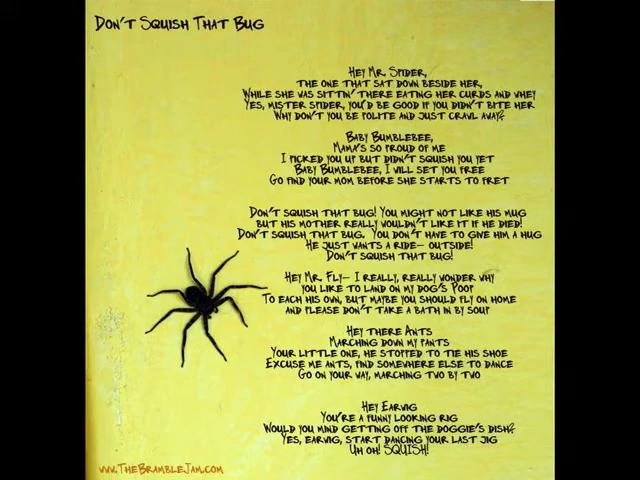 Don't Squish That Bug
Hey Mr. Spider,
the one that sat down beside her,
While she was sittin' there eating her curds and whey
Yes, mister spider, you'd be good if you didn't bite her
Why don't you be polite and just crawl away?
Baby Bumblebee,
Mama's so proud of me
I picked you up but didn't squish you yet
Baby Bumblebee, I will set you free
Go find your mom before she starts to fret
Don't squish that bug! You might not like his mug
but his mother really wouldn't like it if he died!
Don't squish that bug. You don't have to give him a hug
He just wants a ride— outside!
Don't squish that bug!
Hey Mr. Fly— I really, really wonder why
you like to land on my dog's poop
To each his own, but maybe you should fly on home
and please don't take a bath in by soup
Hey there Ants
Marching down my pants
Your little one, he stopped to tie his shoe
Excuse me ants, find somewhere else to dance
Go on your way, marching two by two
Hey Earwig
You're a funny looking rig
Would you mind getting off the doggie's dish?
Yes, earwig, start dancing your last jig
Uh oh! SQUISH!
www.TheBrambleJam.com